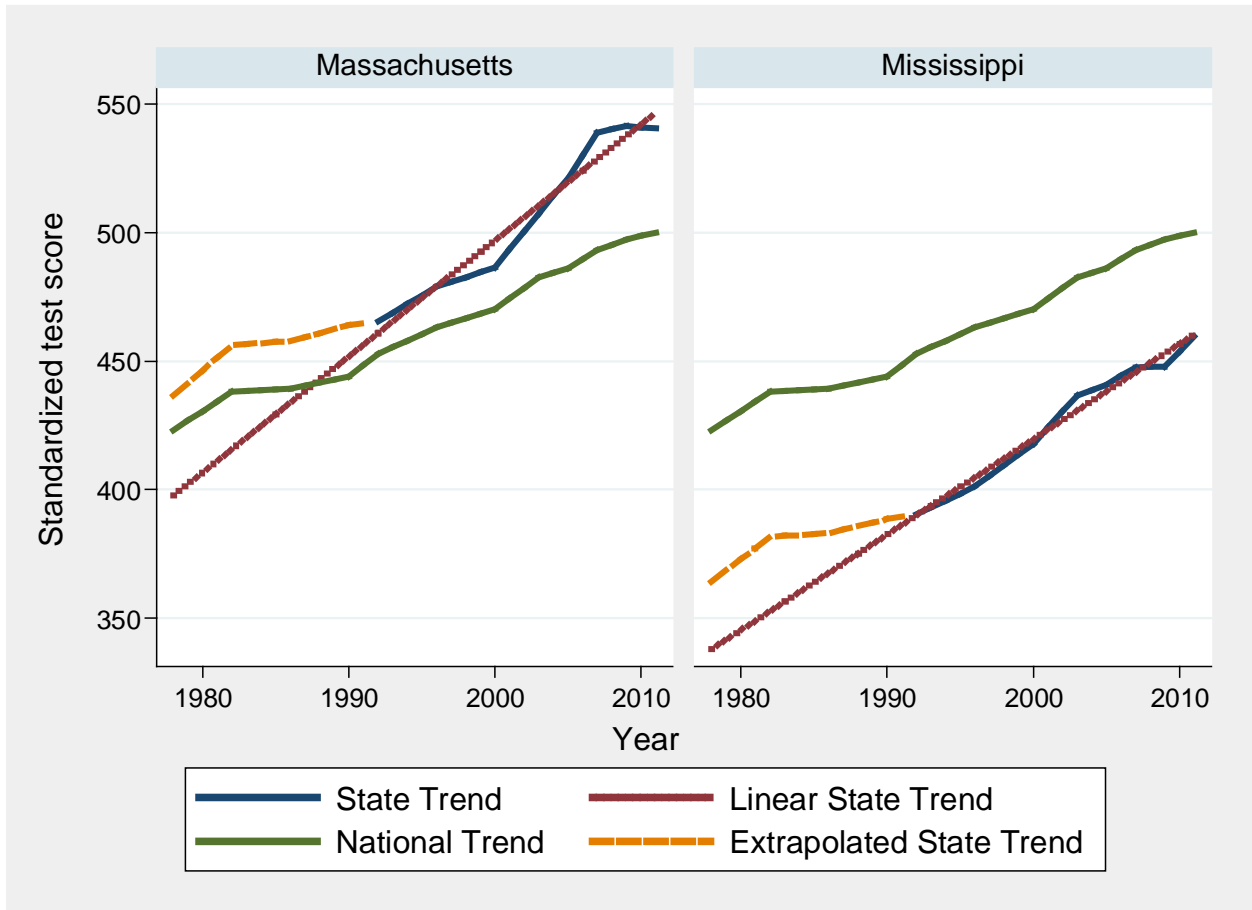 Massachusetts
Mississippi
550
500
450
400
350
Standardized test score
1980 1990 2000 2010
1980 1990 2000 2010
Year
State Trend
Linear State Trend
National Trend
Extrapolated State Trend